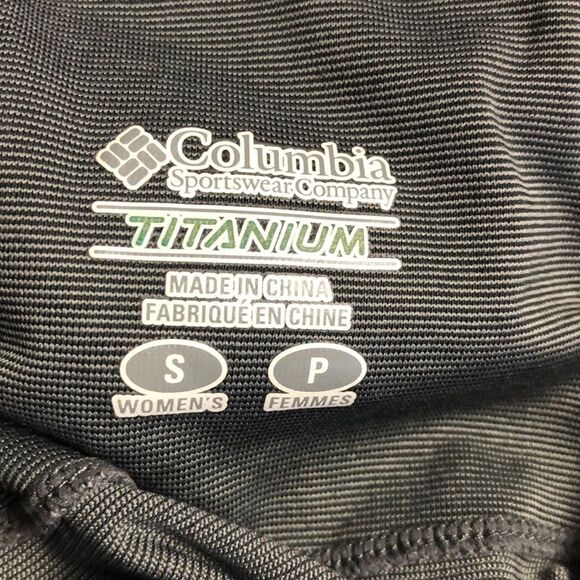 Columbia
Sportswear Company
TITANIUM
MADE IN CHINA
FABRIQUÉ EN CHINE
S P
WOMEN'S FEMMES